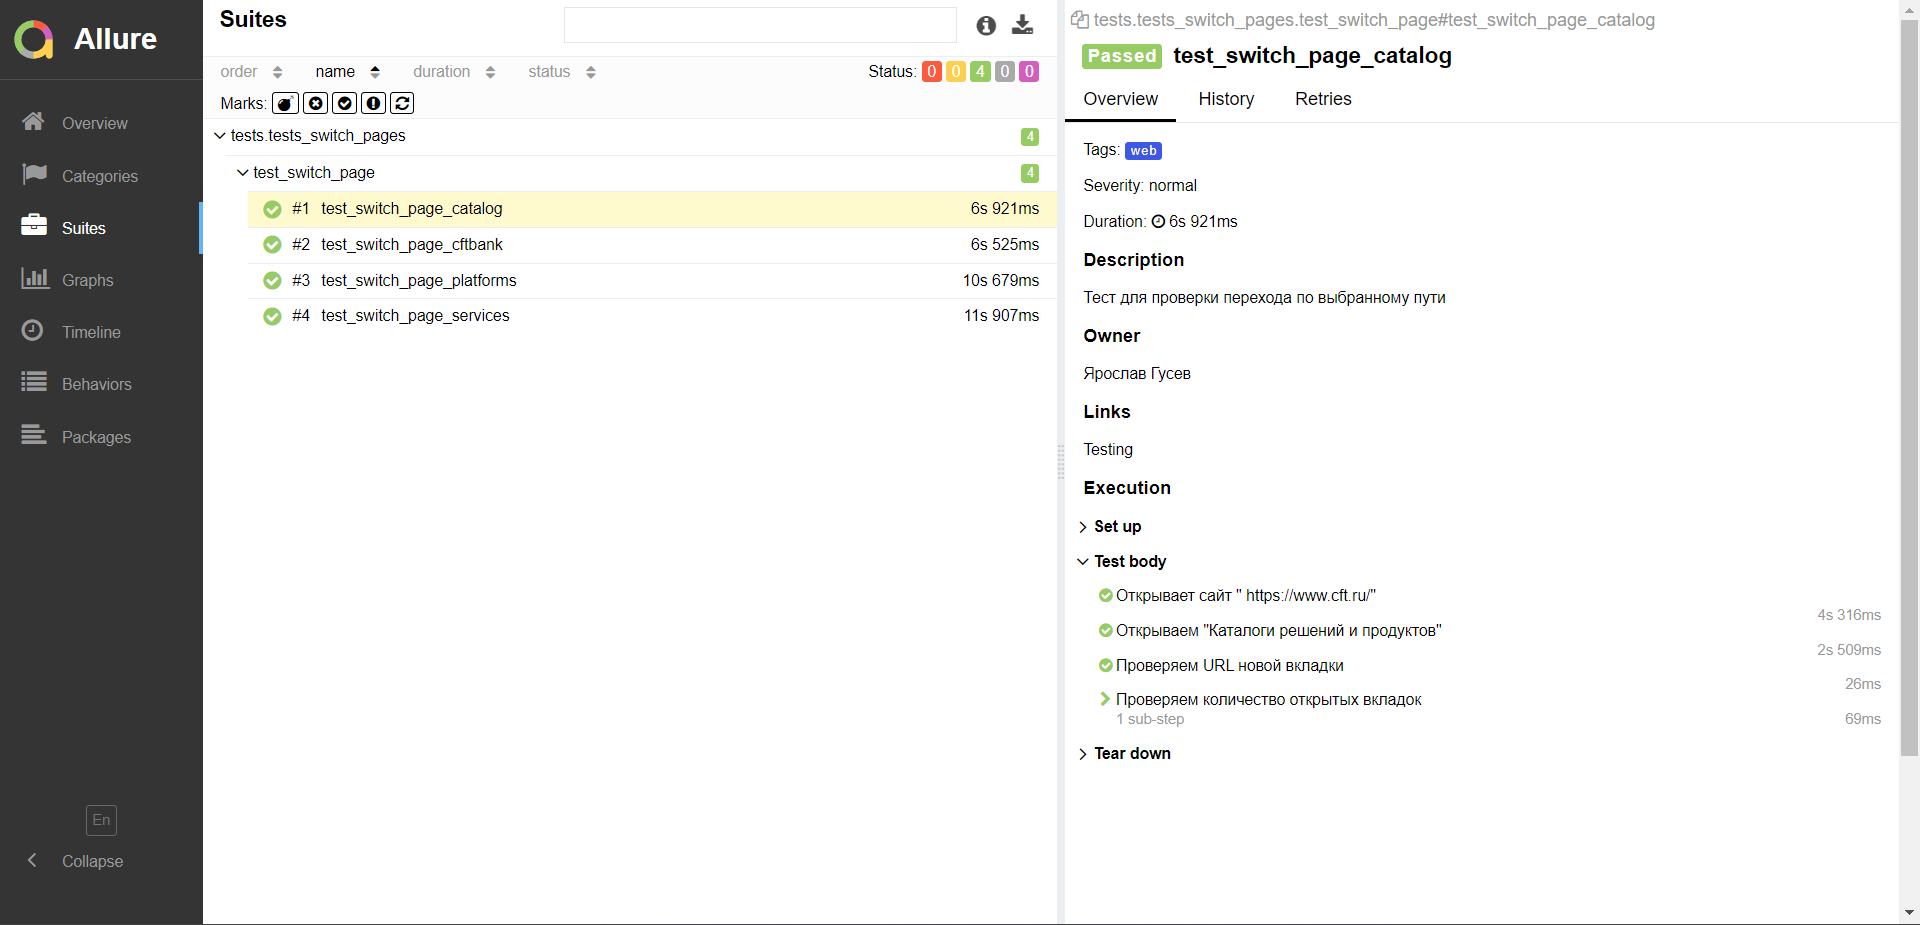 Allure
Overview
Categories
Suites
Graphs
Timeline
Behaviors
Packages
En
Collapse
Suites
order name duration status Status: 0 0 4 0 0
Marks:
tests.tests_switch_pages 4
test_switch_page 4
#1 test_switch_page_catalog 6s 921ms
#2 test_switch_page_cftbank 6s 525ms
#3 test_switch_page_platforms 10s 679ms
#4 test_switch_page_services 11s 907ms
tests.tests_switch_pages.test_switch_page#test_switch_page_catalog
Passed test_switch_page_catalog
Overview History Retries
Tags: web
Severity: normal
Duration: 6s 921ms
Description
Тест для проверки перехода по выбранному пути
Owner
Ярослав Гусев
Links
Testing
Execution
Set up
Test body
Открывает сайт " https://www.cft.ru/"
4s 316ms
Открываем "Каталоги решений и продуктов"
2s 509ms
Проверяем URL новой вкладки
26ms
Проверяем количество открытых вкладок
1 sub-step 69ms
Tear down